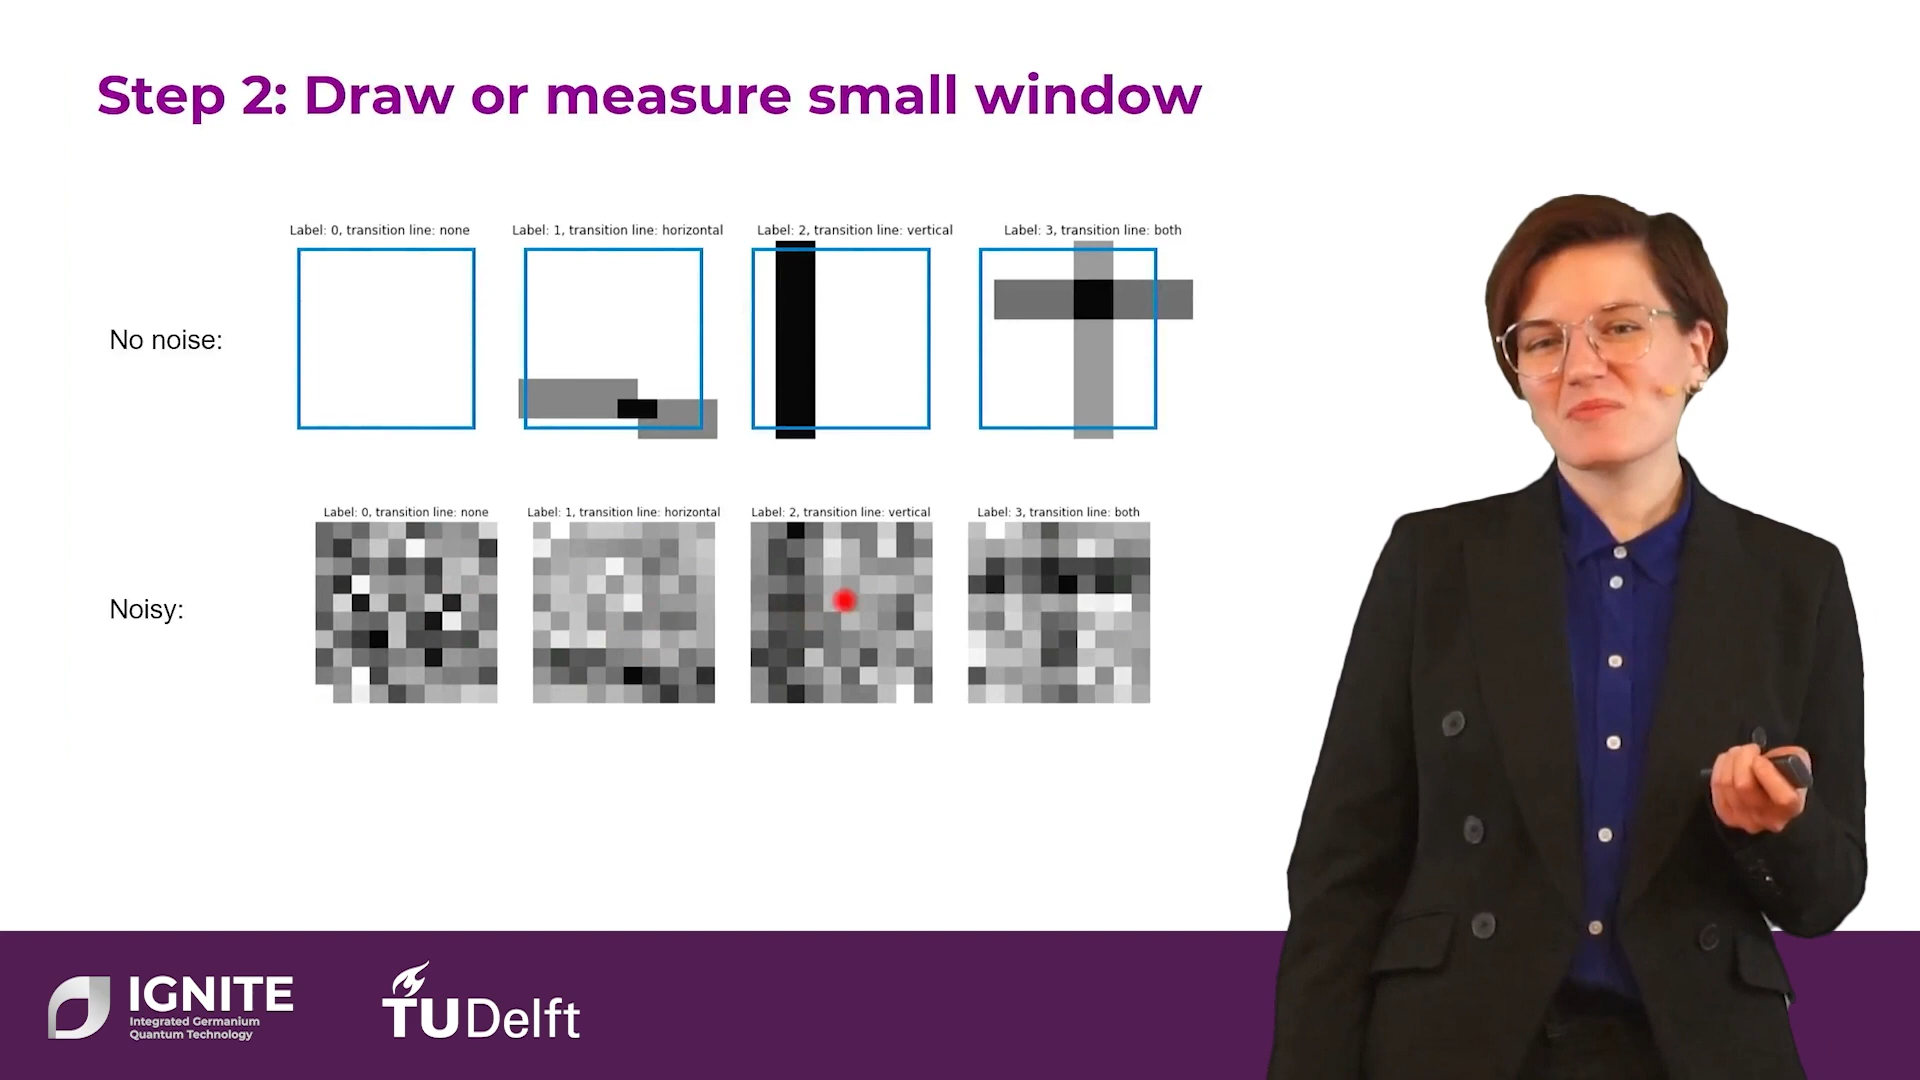 Step 2: Draw or measure small window
Label: 0, transition line: none
Label: 1, transition line: horizontal
Label: 2, transition line: vertical
Label: 3, transition line: both
No noise:
Label: 0, transition line: none
Label: 1, transition line: horizontal
Label: 2, transition line: vertical
Label: 3, transition line: both
Noisy:
IGNITE
Integrated Germanium
Quantum Technology
TUDelft